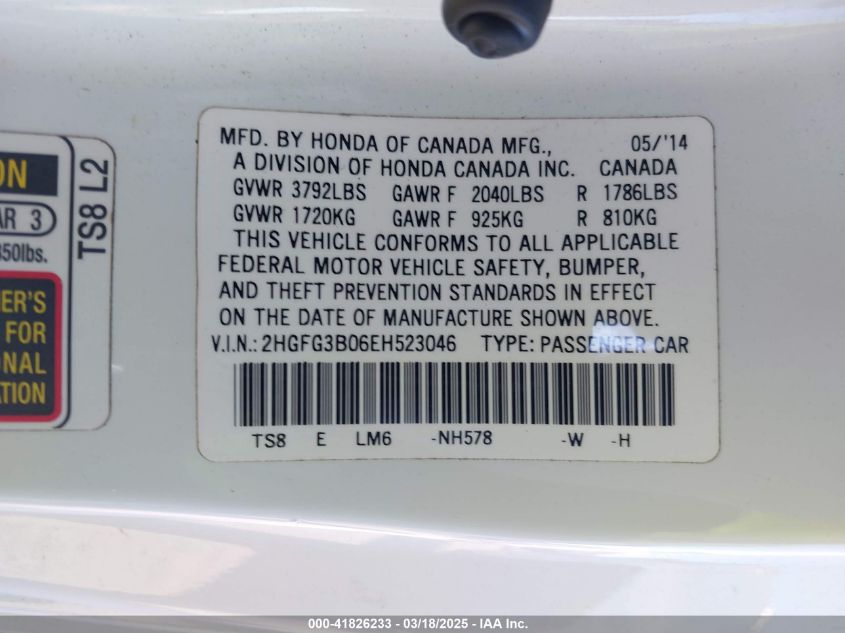 ON
AR 3
850lbs.
ER'S
FOR
ONAL
ATION
TS8 L2
MFD. BY HONDA OF CANADA MFG., 05/'14
A DIVISION OF HONDA CANADA INC. CANADA
GVWR 3792LBS GAWR F 2040LBS R 1786LBS
GVWR 1720KG GAWR F 925KG R 810KG
THIS VEHICLE CONFORMS TO ALL APPLICABLE
FEDERAL MOTOR VEHICLE SAFETY, BUMPER,
AND THEFT PREVENTION STANDARDS IN EFFECT
ON THE DATE OF MANUFACTURE SHOWN ABOVE.
V.I.N.: 2HGFG3B06EH523046 TYPE: PASSENGER CAR
TS8 E LM6 -NH578 -W -H
000-41826233 - 03/18/2025 - IAA Inc.